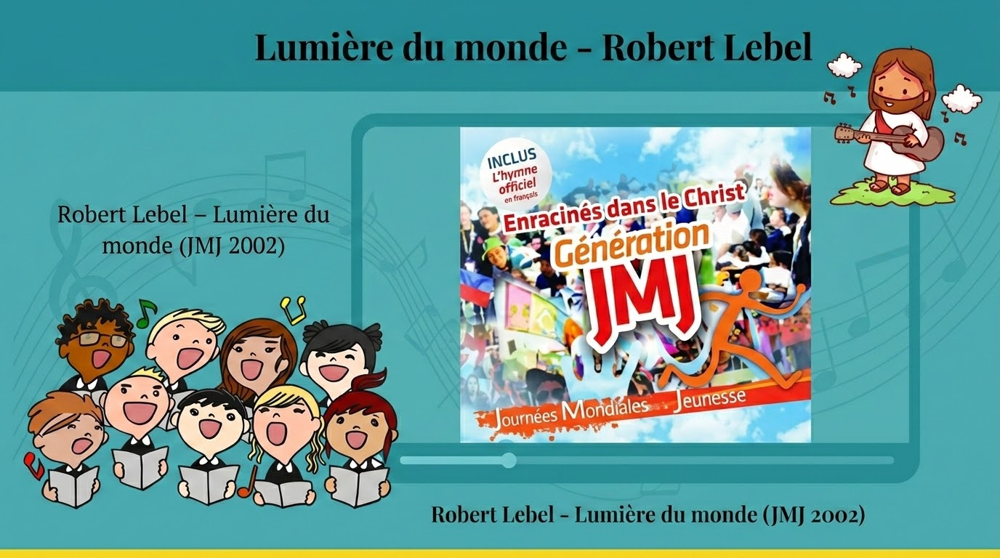 Lumière du monde - Robert Lebel
Robert Lebel – Lumière du
monde (JMJ 2002)
INCLUS
L'hymne
officiel
en français
Enracinés dans le Christ
Génération
JMJ
Journées Mondiales Jeunesse
Robert Lebel - Lumière du monde (JMJ 2002)